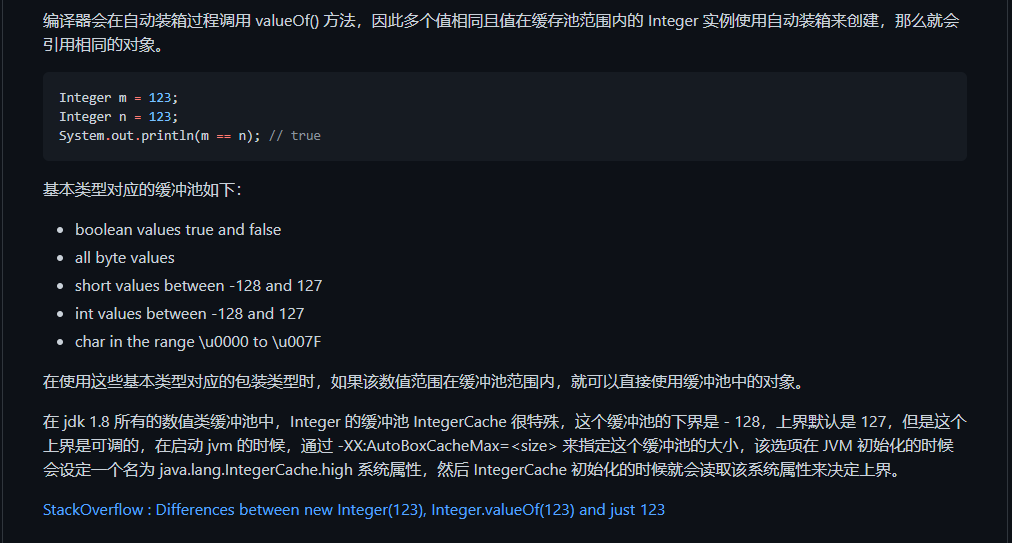 编译器会在自动装箱过程调用 valueOf() 方法，因此多个值相同且值在缓存池范围内的 Integer 实例使用自动装箱来创建，那么就会
引用相同的对象。
Integer m = 123;
Integer n = 123;
System.out.println(m == n); // true
基本类型对应的缓冲池如下：
• boolean values true and false
• all byte values
• short values between -128 and 127
• int values between -128 and 127
• char in the range \u0000 to \u007F
在使用这些基本类型对应的包装类型时，如果该数值范围在缓冲池范围内，就可以直接使用缓冲池中的对象。
在 jdk 1.8 所有的数值类缓冲池中，Integer 的缓冲池 IntegerCache 很特殊，这个缓冲池的下界是 - 128，上界默认是 127，但是这个
上界是可调的，在启动 jvm 的时候，通过 -XX:AutoBoxCacheMax=<size> 来指定这个缓冲池的大小，该选项在 JVM 初始化的时候
会设定一个名为 java.lang.IntegerCache.high 系统属性，然后 IntegerCache 初始化的时候就会读取该系统属性来决定上界。
StackOverflow : Differences between new Integer(123), Integer.valueOf(123) and just 123